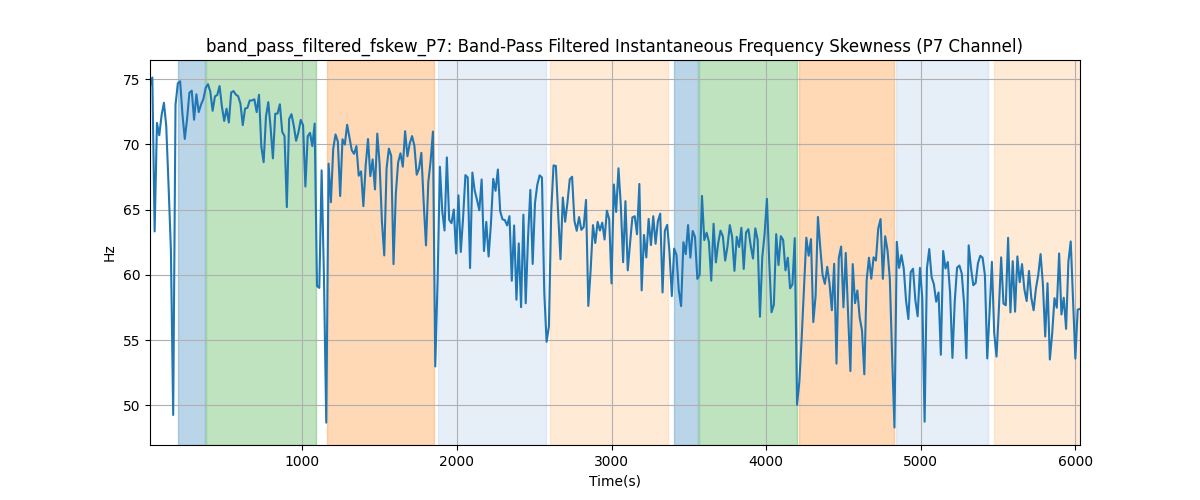 band_pass_filtered_fskew_P7: Band-Pass Filtered Instantaneous Frequency Skewness (P7 Channel)
75
70
65
60
55
50
Hz
1000 2000 3000 4000 5000 6000
Time(s)